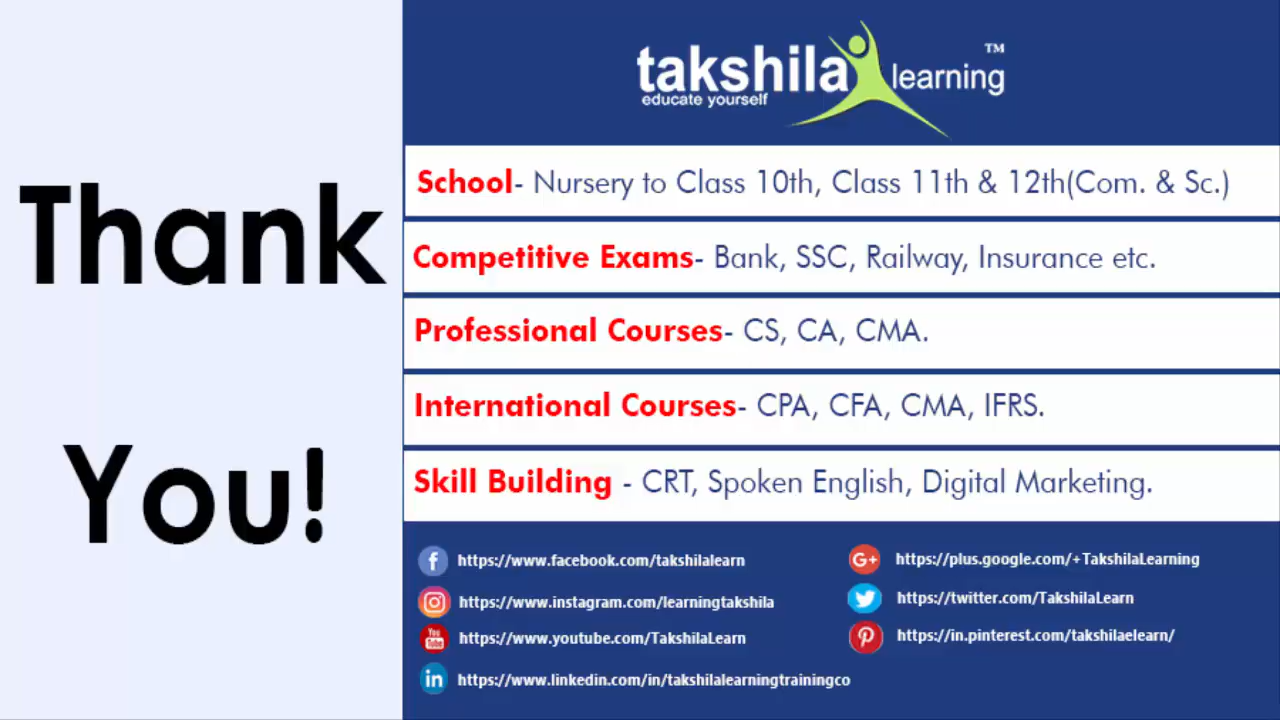 Thank
You!
takshila learning ™
educate yourself
School- Nursery to Class 10th, Class 11th & 12th(Com. & Sc.)
Competitive Exams- Bank, SSC, Railway, Insurance etc.
Professional Courses- CS, CA, CMA.
International Courses- CPA, CFA, CMA, IFRS.
Skill Building - CRT, Spoken English, Digital Marketing.
f https://www.facebook.com/takshilalearn
https://www.instagram.com/learningtakshila
You Tube https://www.youtube.com/TakshilaLearn
in https://www.linkedin.com/in/takshilalearningtrainingco
G+ https://plus.google.com/+TakshilaLearning
https://twitter.com/TakshilaLearn
https://in.pinterest.com/takshilaelearn/